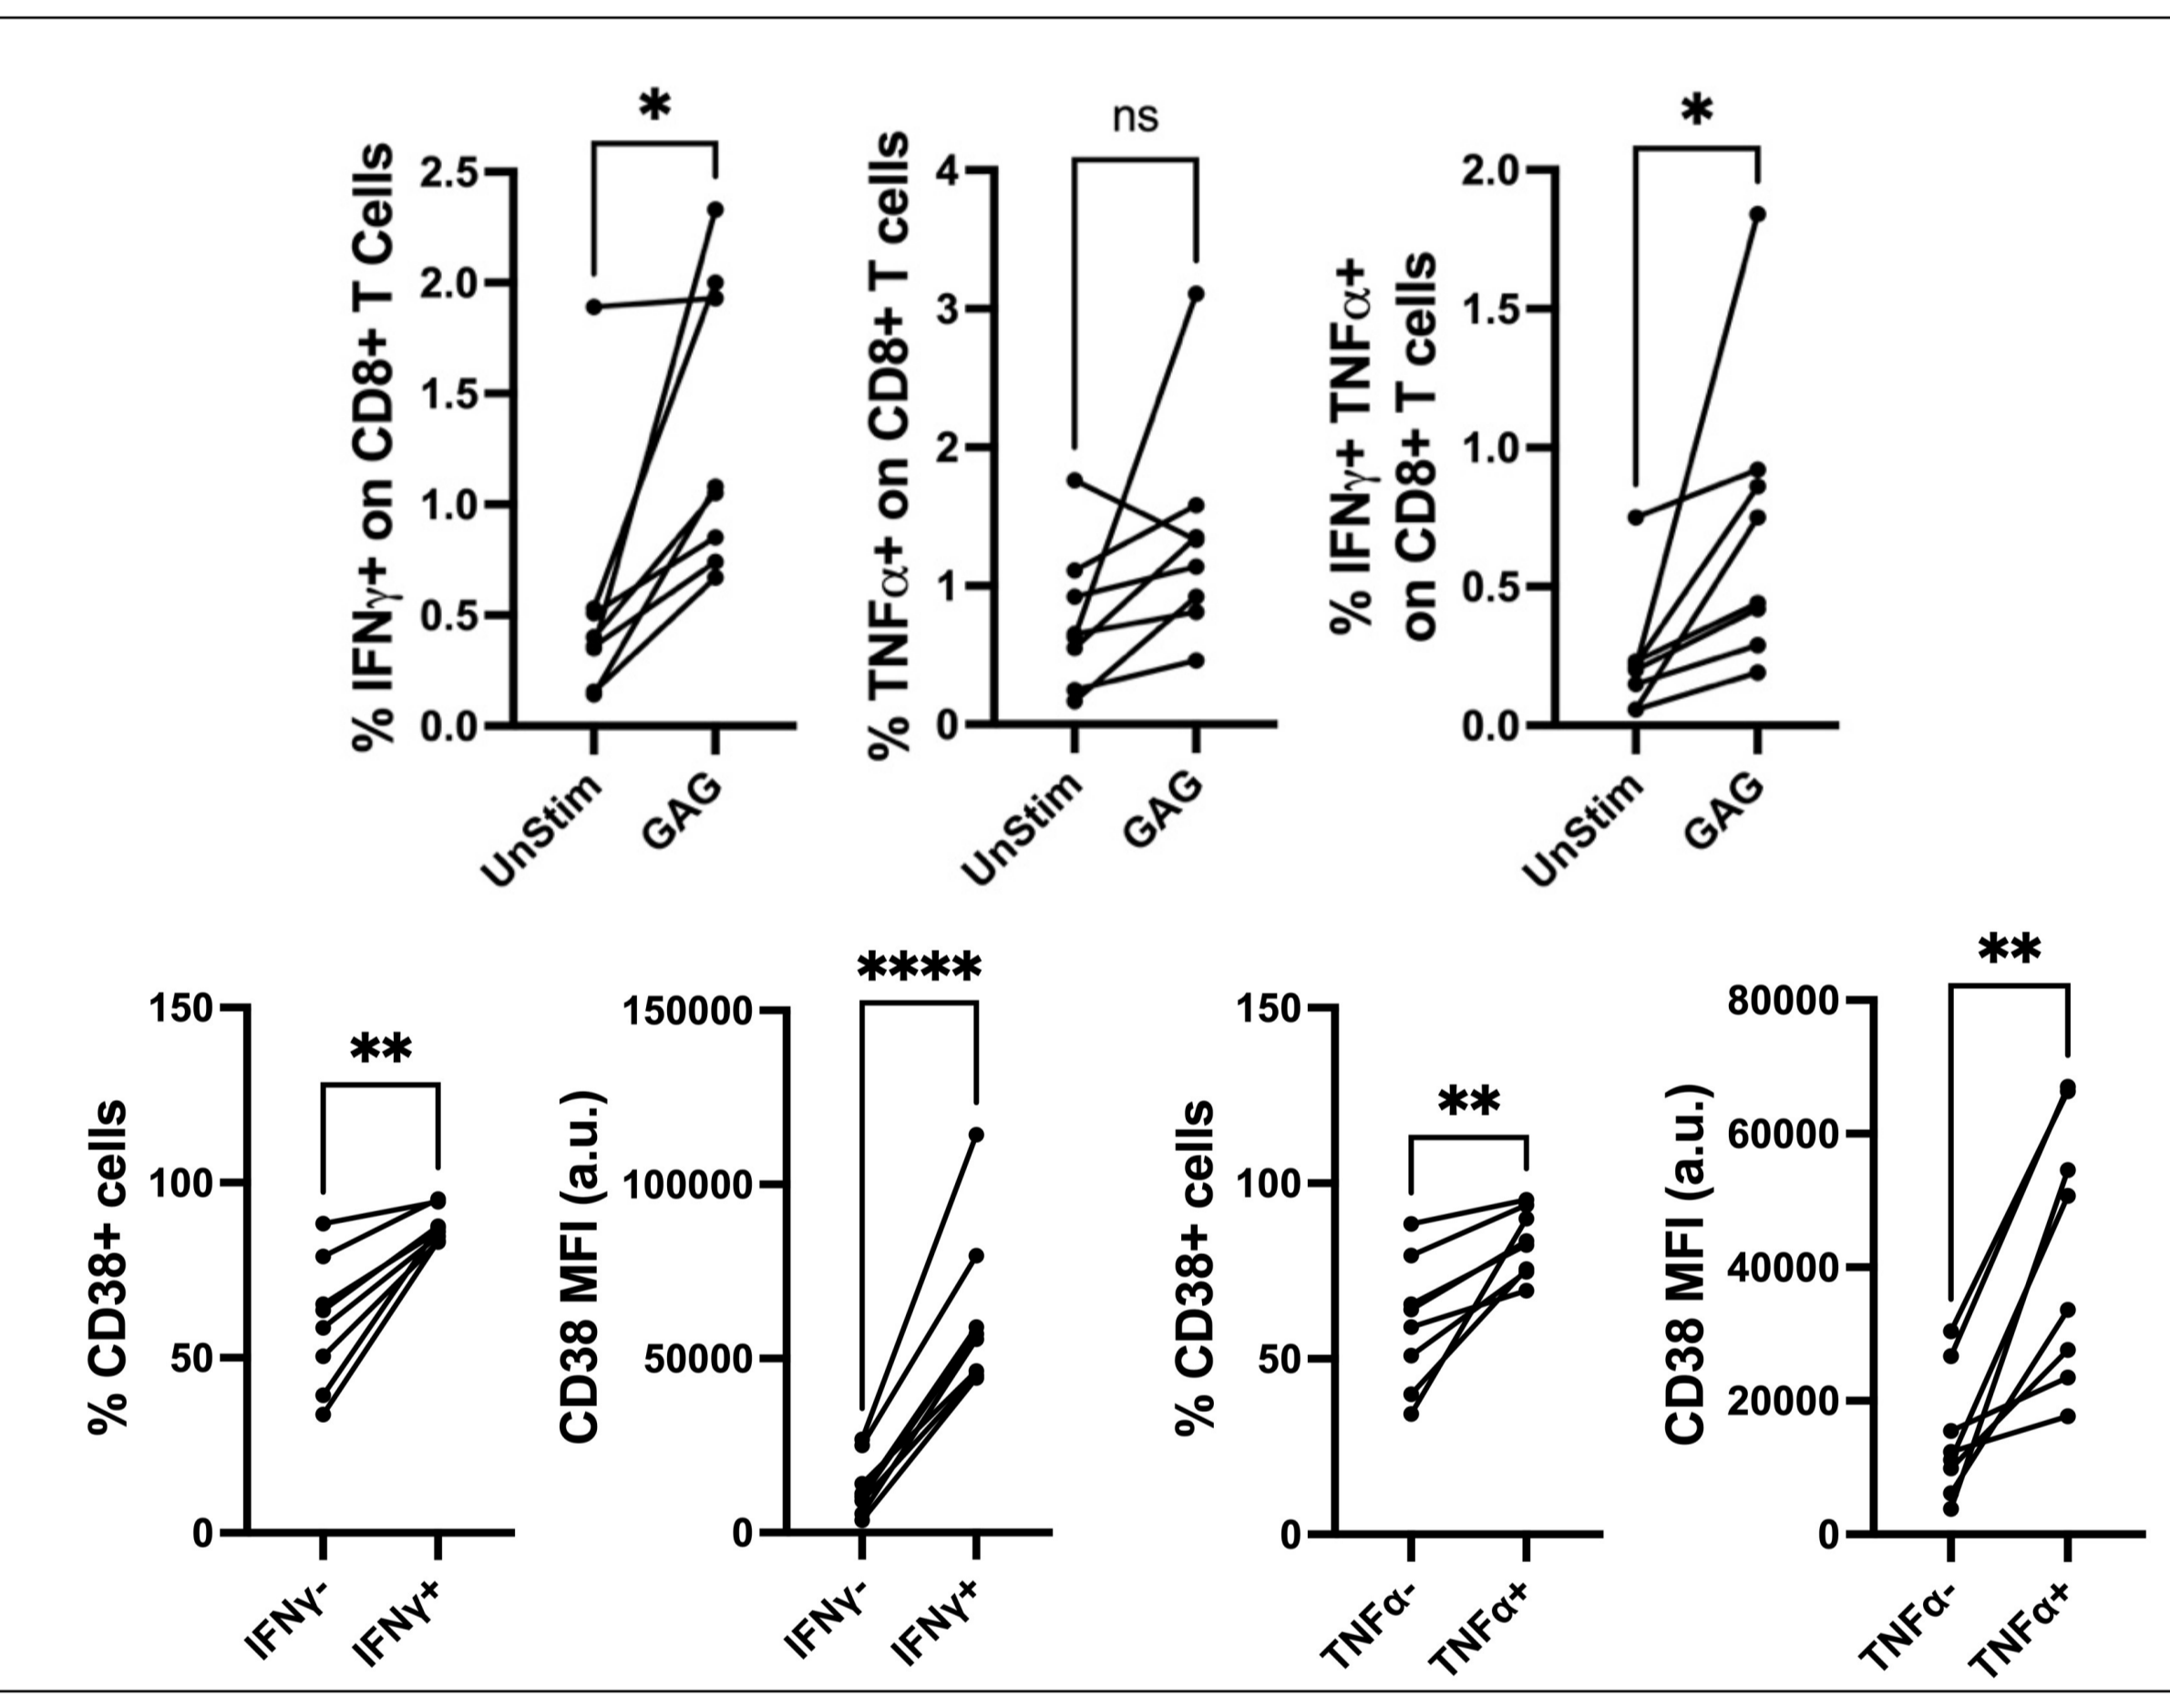 *
ns
*
% IFNγ+ on CD8+ T Cells
2.5
2.0
1.5
1.0
0.5
0.0
UnStim
GAG
% TNFα+ on CD8+ T cells
4
3
2
1
0
UnStim
GAG
% IFNγ+ TNFα+
on CD8+ T cells
2.0
1.5
1.0
0.5
0.0
UnStim
GAG
% CD38+ cells
150
100
50
0
**
IFNγ-
IFNγ+
CD38 MFI (a.u.)
150000
100000
50000
0
****
IFNγ-
IFNγ+
% CD38+ cells
150
100
50
0
**
TNFα-
TNFα+
CD38 MFI (a.u.)
80000
60000
40000
20000
0
**
TNFα-
TNFα+